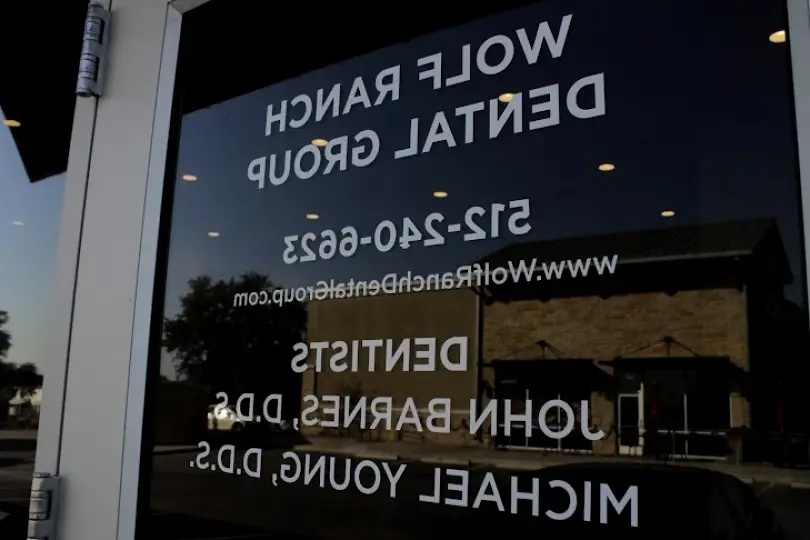 WOLF RANCH
DENTAL GROUP
512-240-6623
www.WolfRanchDentalGroup.com
DENTISTS
JOHN BARNES, D.D.S.
MICHAEL YOUNG, D.D.S.